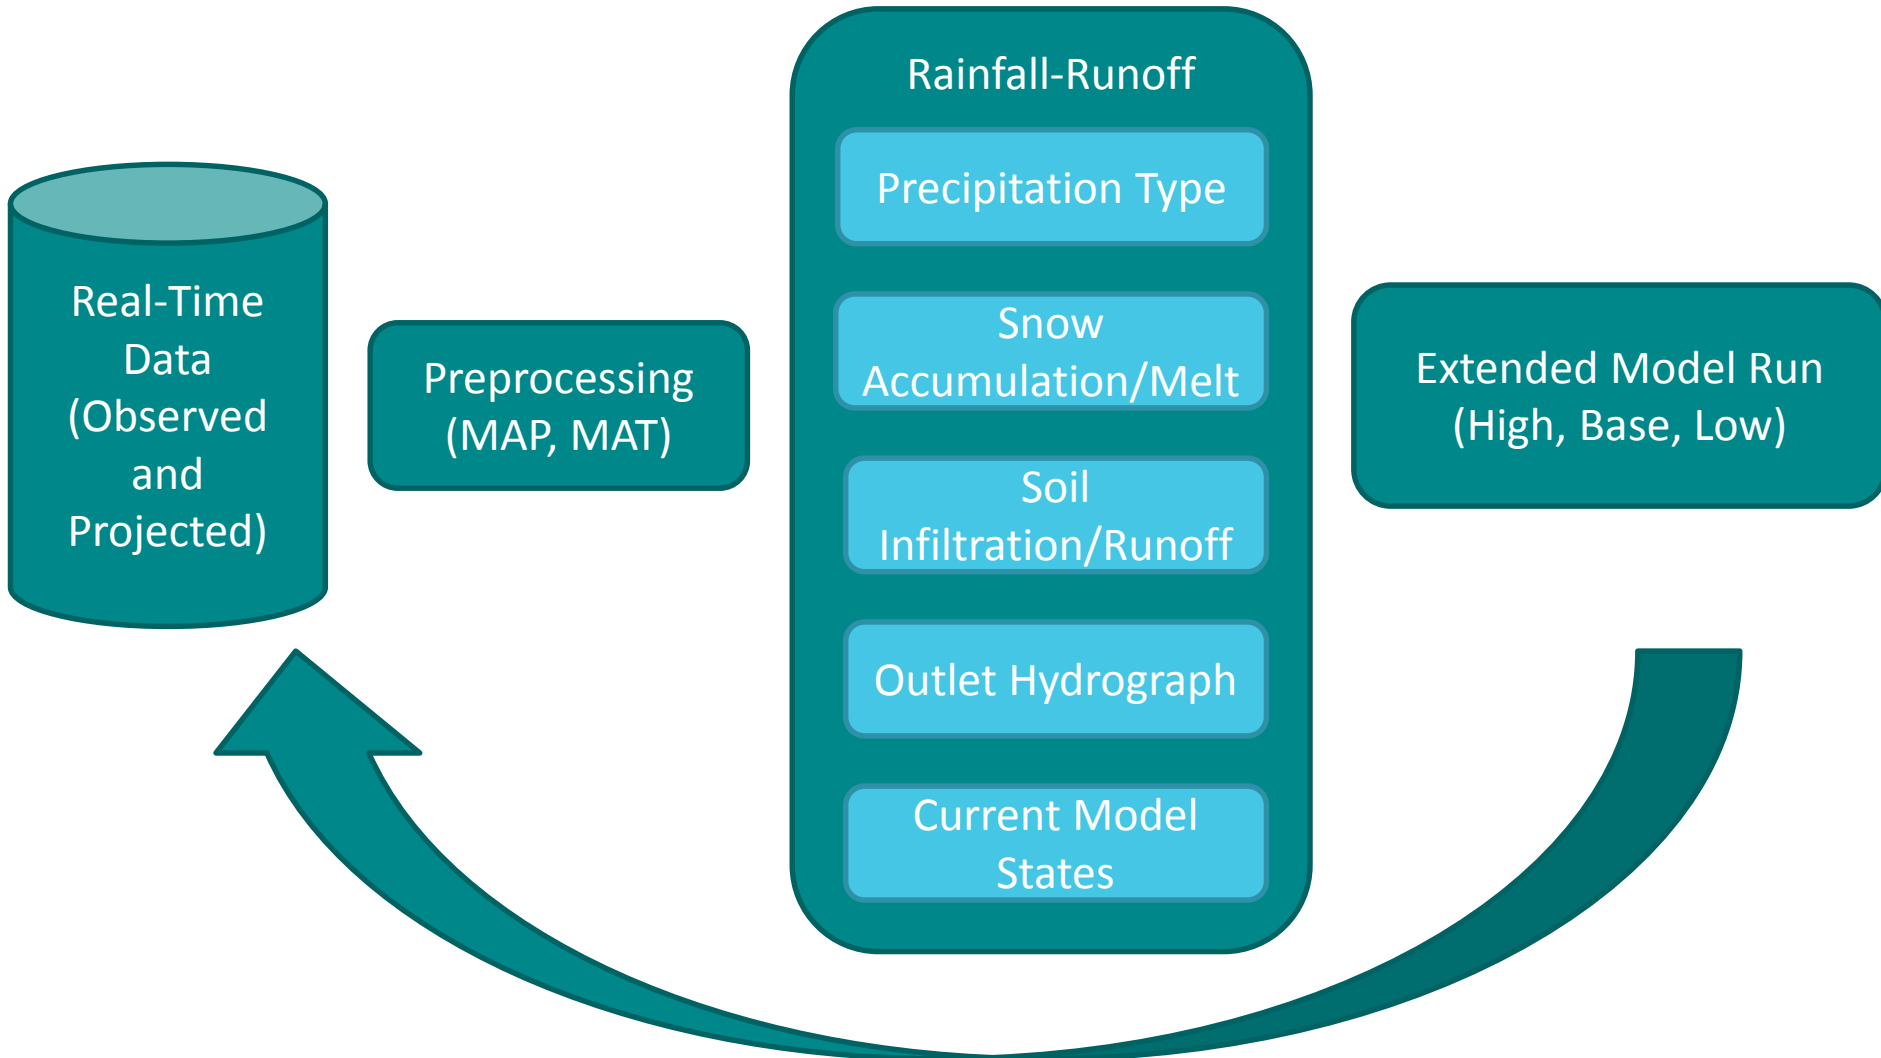 Real-Time
Data
(Observed
and
Projected)
Preprocessing
(MAP, MAT)
Rainfall-Runoff
Precipitation Type
Snow
Accumulation/Melt
Soil
Infiltration/Runoff
Outlet Hydrograph
Current Model
States
Extended Model Run
(High, Base, Low)